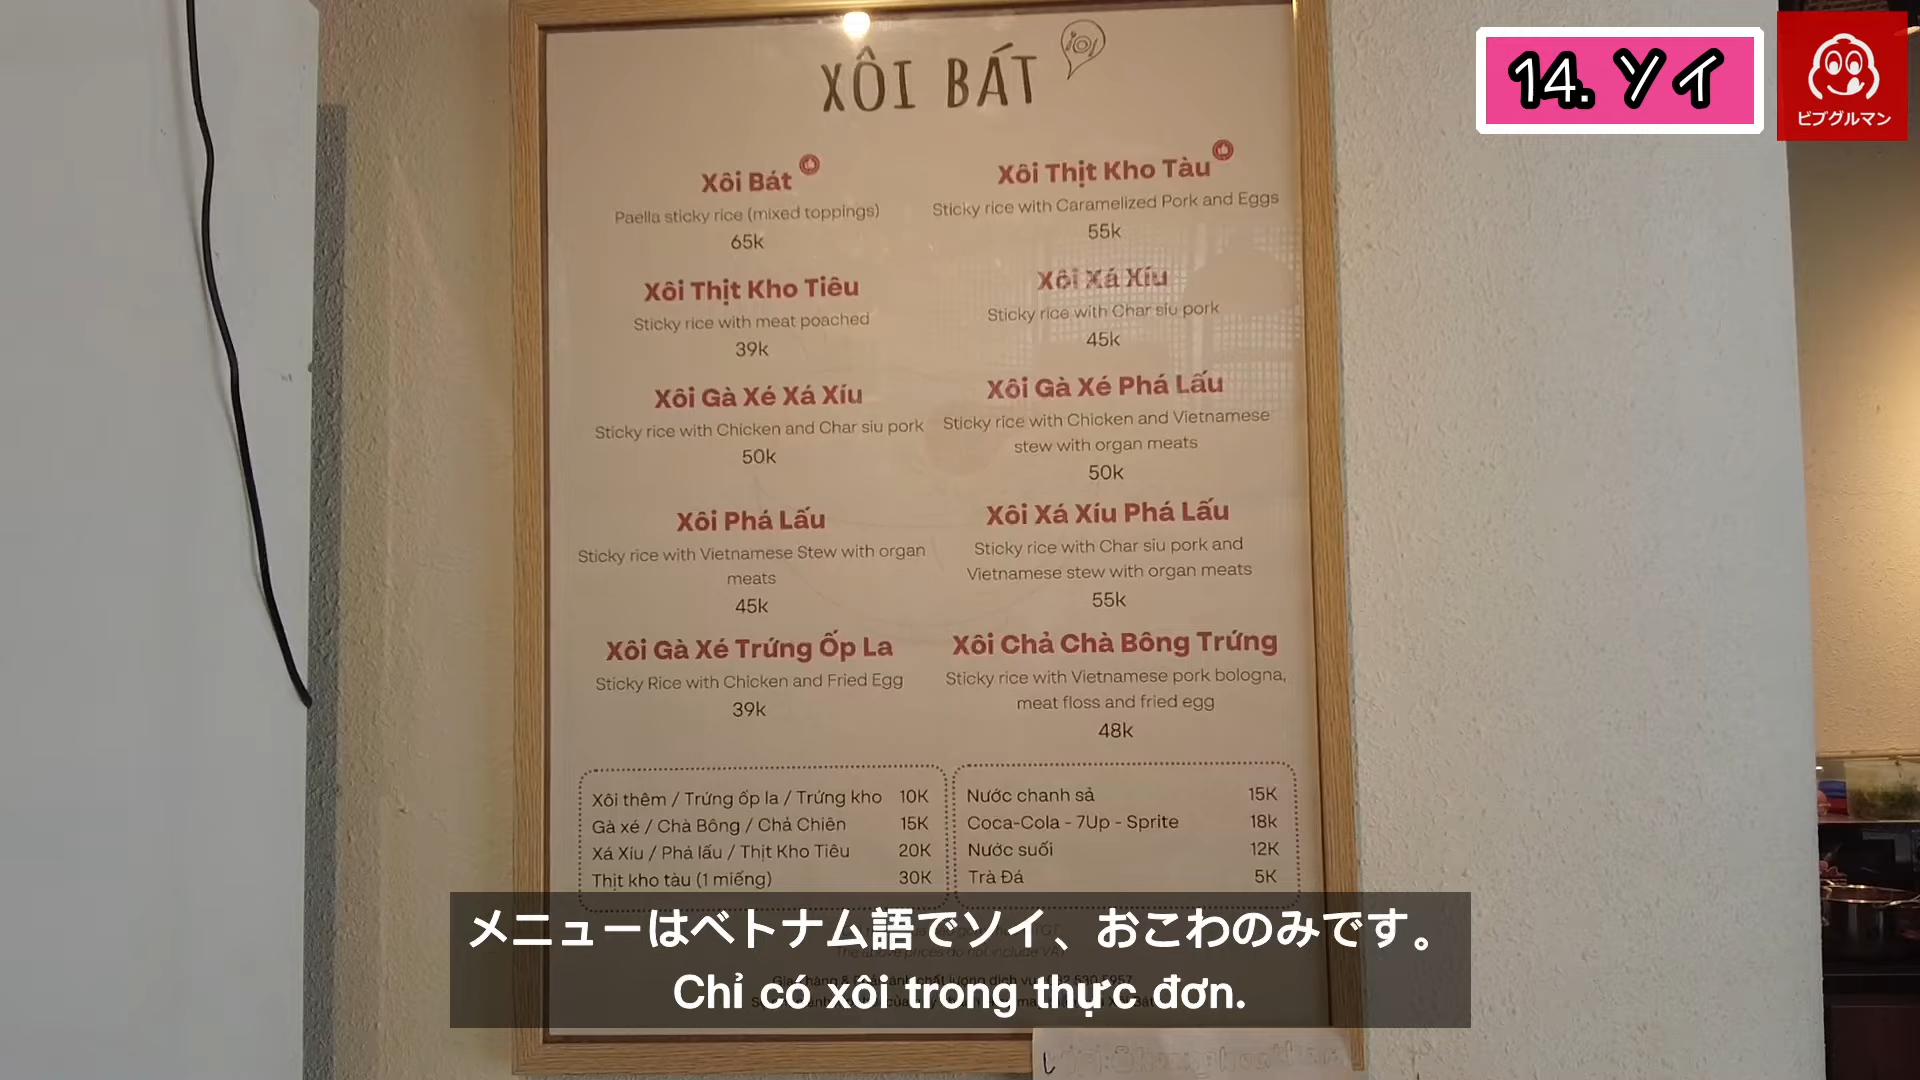 XÔI BÁT
14. ソイ
ビブグルマン
Xôi Bát
Paella sticky rice (mixed toppings)
65k
Xôi Thịt Kho Tàu
Sticky rice with Caramelized Pork and Eggs
55k
Xôi Thịt Kho Tiêu
Sticky rice with meat poached
39k
Xôi Xá Xíu
Sticky rice with Char siu pork
45k
Xôi Gà Xé Xá Xíu
Sticky rice with Chicken and Char siu pork
50k
Xôi Gà Xé Phá Lấu
Sticky rice with Chicken and Vietnamese
stew with organ meats
50k
Xôi Phá Lấu
Sticky rice with Vietnamese Stew with organ
meats
45k
Xôi Xá Xíu Phá Lấu
Sticky rice with Char siu pork and
Vietnamese stew with organ meats
55k
Xôi Gà Xé Trứng Ốp La
Sticky Rice with Chicken and Fried Egg
39k
Xôi Chả Chà Bông Trứng
Sticky rice with Vietnamese pork bologna,
meat floss and fried egg
48k
Xôi thêm / Trứng ốp la / Trứng kho 10K
Gà xé / Chà Bông / Chả Chiên 15K
Xá Xíu / Phá lấu / Thịt Kho Tiêu 20K
Thịt kho tàu (1 miếng) 30K
Nước chanh sả 15K
Coca-Cola - 7Up - Sprite 18k
Nước suối 12K
Trà Đá 5K
The above prices do not include VAT
メニューはベトナム語でソイ、おこわのみです。
Chỉ có xôi trong thực đơn.